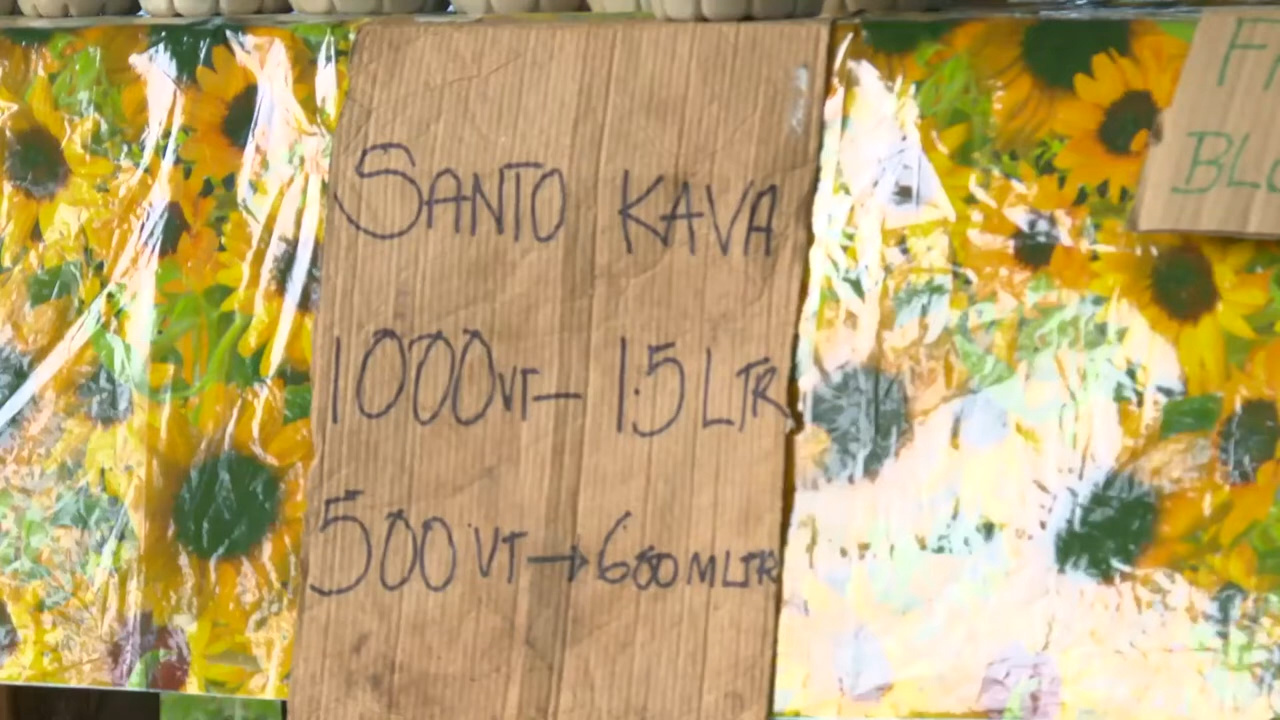 SANTO KAVA
1000VT - 1.5 LTR
500 VT → 600 MLTR